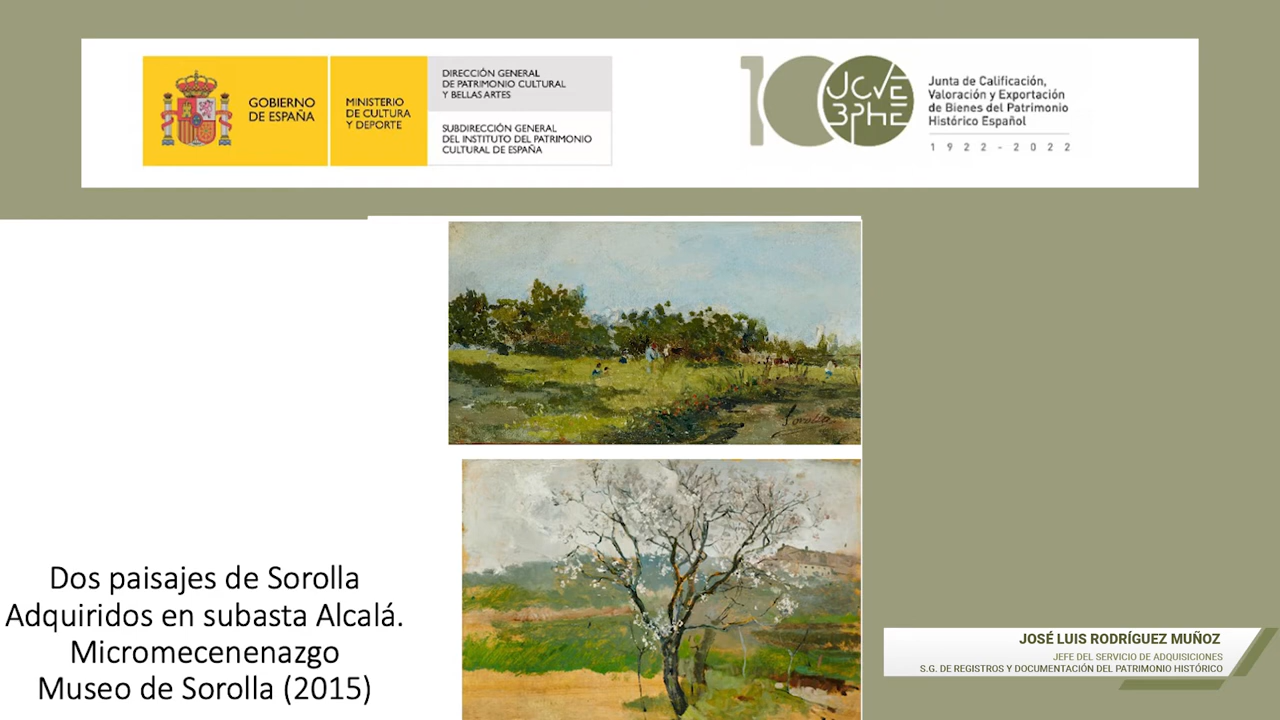 GOBIERNO
DE ESPAÑA
MINISTERIO
DE CULTURA
Y DEPORTE
DIRECCIÓN GENERAL
DE PATRIMONIO CULTURAL
Y BELLAS ARTES
SUBDIRECCIÓN GENERAL
DEL INSTITUTO DEL PATRIMONIO
CULTURAL DE ESPAÑA
100
JCVE
BPHE
Junta de Calificación,
Valoración y Exportación
de Bienes del Patrimonio
Histórico Español
1922-2022
Sorolla
Dos paisajes de Sorolla
Adquiridos en subasta Alcalá.
Micromecenenazgo
Museo de Sorolla (2015)
JOSÉ LUIS RODRÍGUEZ MUÑOZ
JEFE DEL SERVICIO DE ADQUISICIONES
S.G. DE REGISTROS Y DOCUMENTACIÓN DEL PATRIMONIO HISTÓRICO